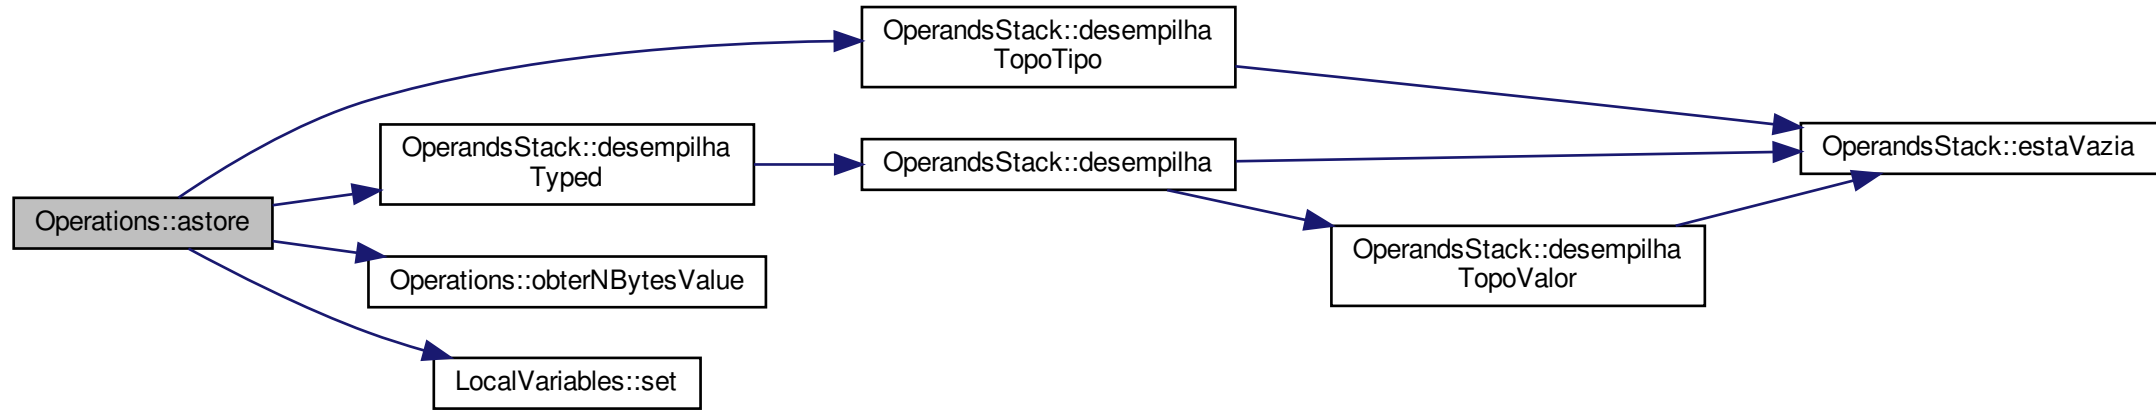 Operations::astore
OperandsStack::desempilha
TopoTipo
OperandsStack::desempilha
Typed
Operations::obterNBytesValue
LocalVariables::set
OperandsStack::desempilha
OperandsStack::desempilha
TopoValor
OperandsStack::estaVazia